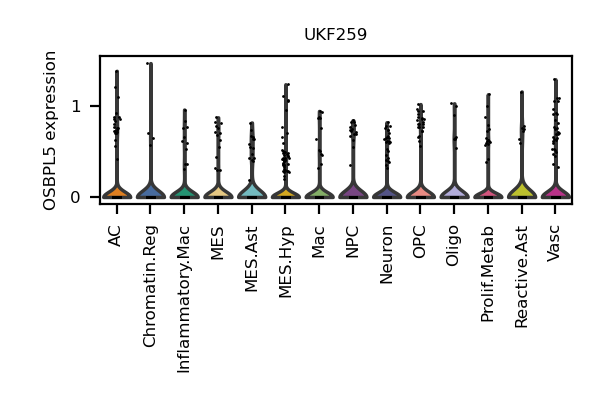 UKF259
OSBPL5 expression
1
0
AC
Chromatin.Reg
Inflammatory.Mac
MES
MES.Ast
MES.Hyp
Mac
NPC
Neuron
OPC
Oligo
Prolif.Metab
Reactive.Ast
Vasc